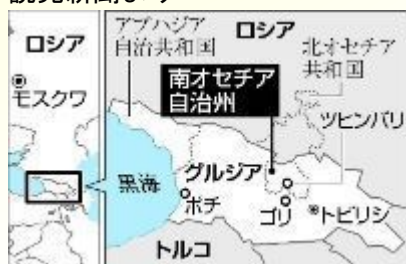 ロシア
モスクワ
アブハジア
自治共和国
ロシア
北オセチア
共和国
南オセチア
自治州
ツヒンバリ
黒海
グルジア
ポチ
ゴリ
トビリシ
トルコ